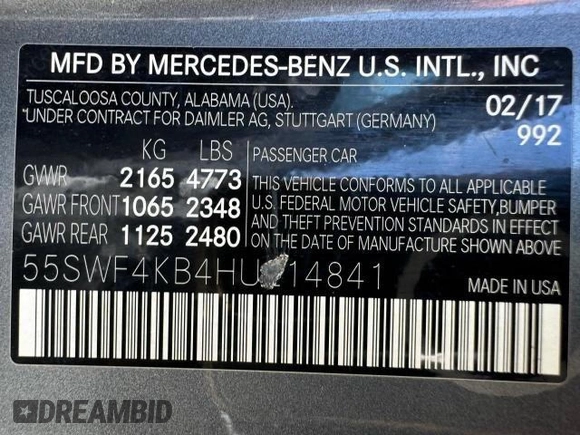 MFD BY MERCEDES-BENZ U.S. INTL., INC
TUSCALOOSA COUNTY, ALABAMA (USA). 02/17
*UNDER CONTRACT FOR DAIMLER AG, STUTTGART (GERMANY) 992
KG LBS PASSENGER CAR
GVWR 2165 4773 THIS VEHICLE CONFORMS TO ALL APPLICABLE
GAWR FRONT 1065 2348 U.S. FEDERAL MOTOR VEHICLE SAFETY, BUMPER
GAWR REAR 1125 2480 AND THEFT PREVENTION STANDARDS IN
EFFECT ON THE DATE OF MANUFACTURE
SHOWN ABOVE.
MADE IN USA
DREAMBID